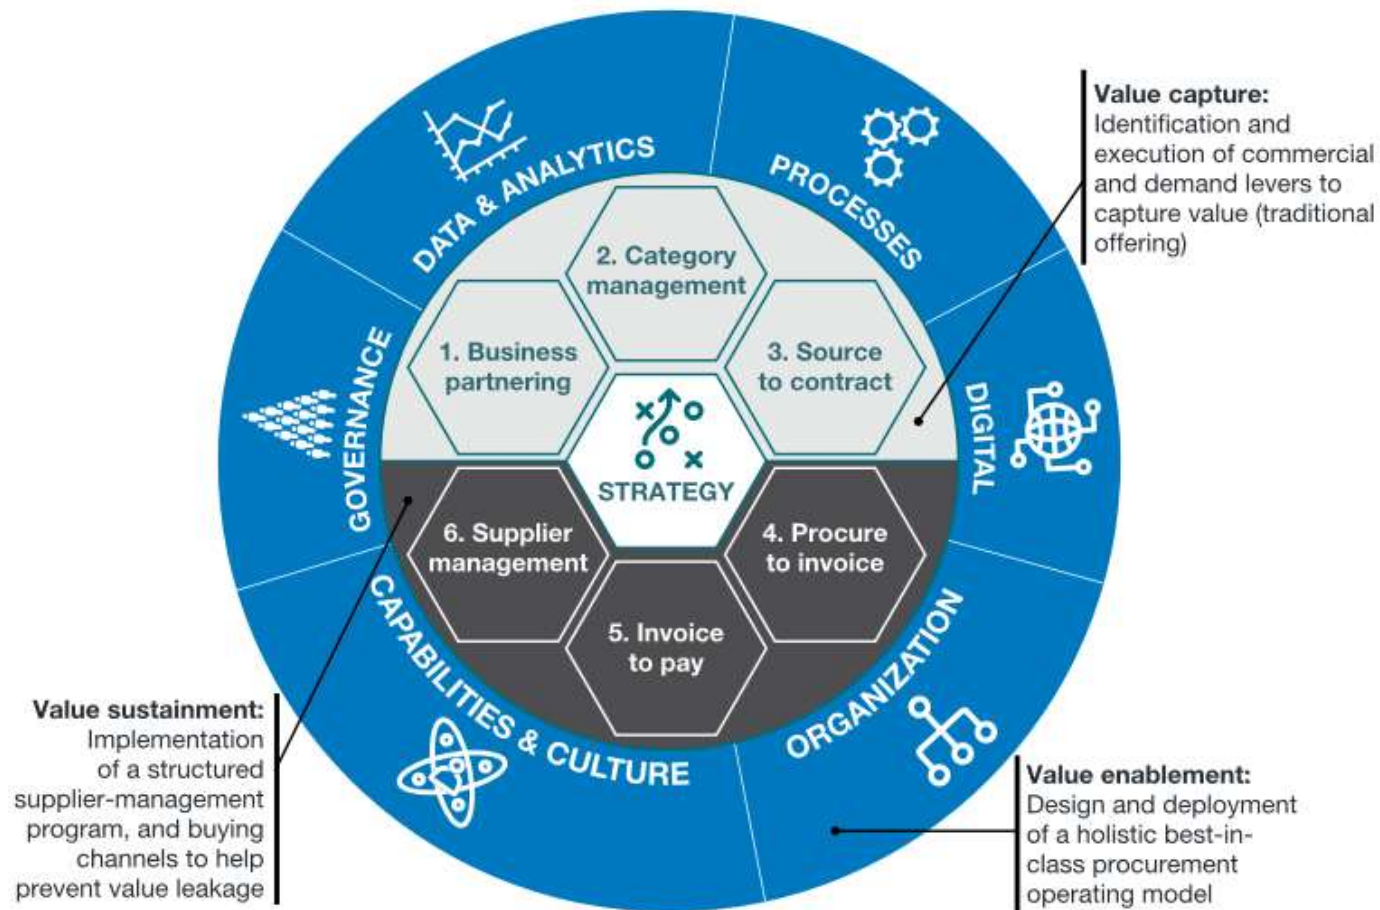 DATA & ANALYTICS
PROCESSES
DIGITAL
ORGANIZATION
CAPABILITIES & CULTURE
GOVERNANCE
1. Business
partnering
2. Category
management
3. Source
to contract
STRATEGY
4. Procure
to invoice
5. Invoice
to pay
6. Supplier
management
Value capture:
Identification and
execution of commercial
and demand levers to
capture value (traditional
offering)
Value sustainment:
Implementation
of a structured
supplier-management
program, and buying
channels to help
prevent value leakage
Value enablement:
Design and deployment
of a holistic best-in-
class procurement
operating model